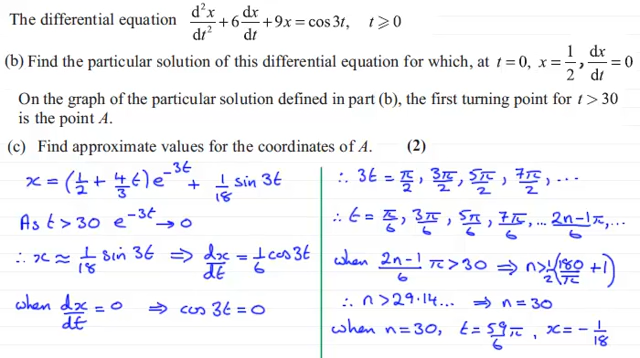 The differential equation d²x/dt² + 6 dx/dt + 9x = cos 3t, t ⩾ 0
(b) Find the particular solution of this differential equation for which, at t = 0, x = 1/2, dx/dt = 0
On the graph of the particular solution defined in part (b), the first turning point for t > 30
is the point A.
(c) Find approximate values for the coordinates of A. (2)
x = (1/2 + 4/3 t)e^{-3t} + 1/18 sin 3t
As t > 30 e^{-3t} → 0
∴ x ≈ 1/18 sin 3t ⇒ dx/dt = 1/6 cos 3t
when dx/dt = 0 ⇒ cos 3t = 0
∴ 3t = π/2, 3π/2, 5π/2, 7π/2, ...
∴ t = π/6, 3π/6, 5π/6, 7π/6, ... 2n-1/6 π, ...
when 2n-1/6 π > 30 ⇒ n > 1/2(180/π + 1)
∴ n > 29.14... ⇒ n = 30
when n = 30, t = 59/6 π, x = -1/18